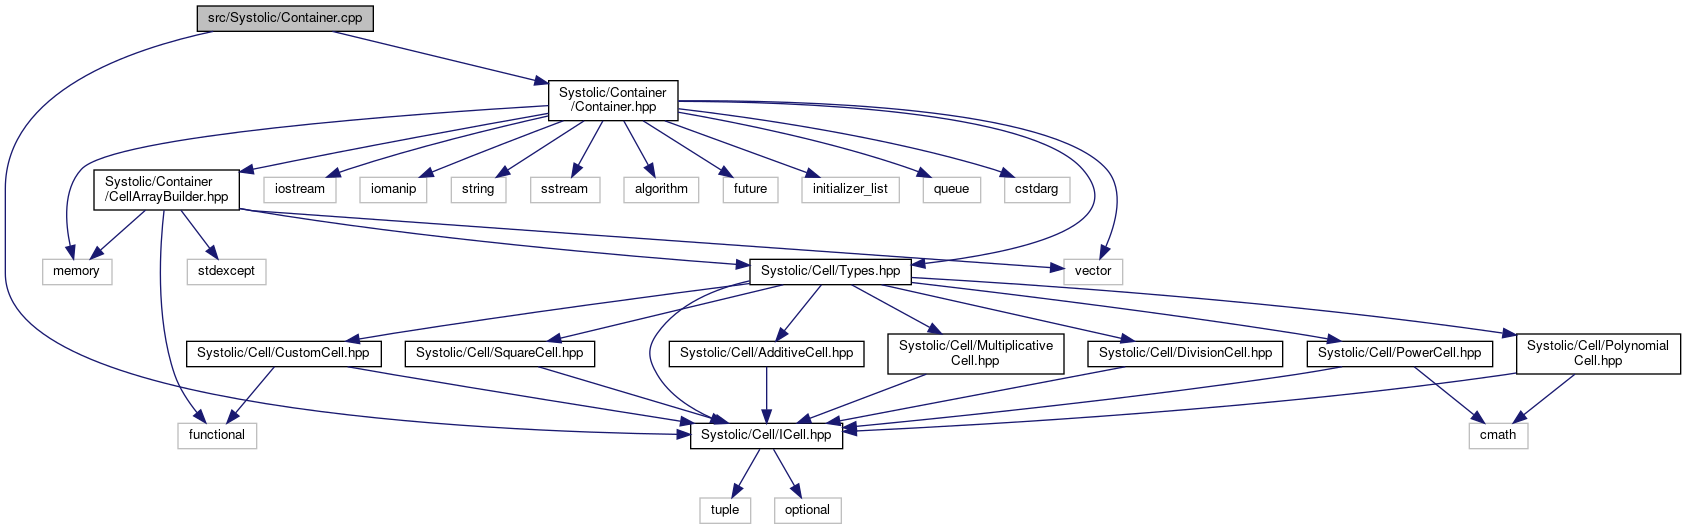 src/Systolic/Container.cpp
Systolic/Container
/Container.hpp
Systolic/Container
/CellArrayBuilder.hpp
iostream
iomanip
string
sstream
algorithm
future
initializer_list
queue
cstdarg
memory
stdexcept
Systolic/Cell/Types.hpp
vector
Systolic/Cell/CustomCell.hpp
Systolic/Cell/SquareCell.hpp
Systolic/Cell/AdditiveCell.hpp
Systolic/Cell/Multiplicative
Cell.hpp
Systolic/Cell/DivisionCell.hpp
Systolic/Cell/PowerCell.hpp
Systolic/Cell/Polynomial
Cell.hpp
functional
Systolic/Cell/ICell.hpp
cmath
tuple
optional